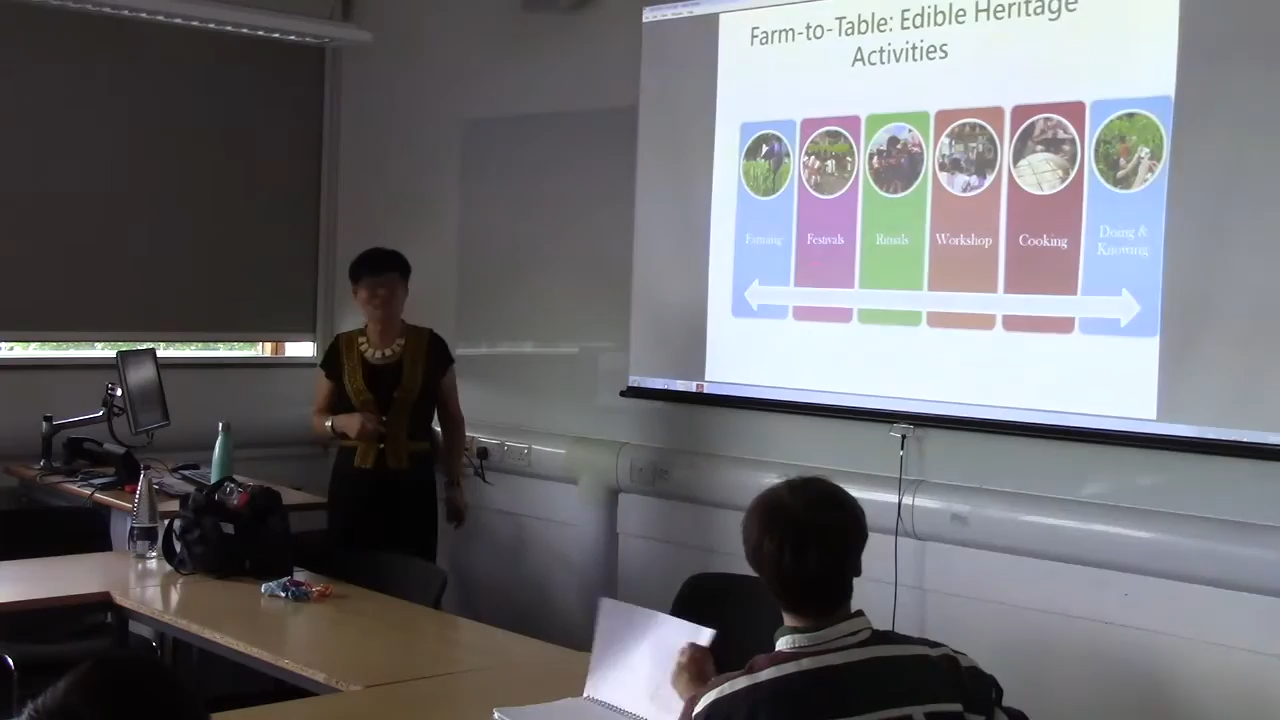 Farm-to-Table: Edible Heritage
Activities
Farming
Festivals
Rituals
Workshop
Cooking
Doing &
Knowing